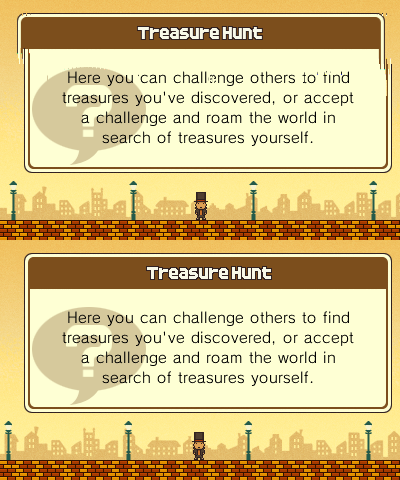 Treasure Hunt
Here you can challenge others to find
treasures you've discovered, or accept
a challenge and roam the world in
search of treasures yourself.
?
Treasure Hunt
Here you can challenge others to find
treasures you've discovered, or accept
a challenge and roam the world in
search of treasures yourself.
?